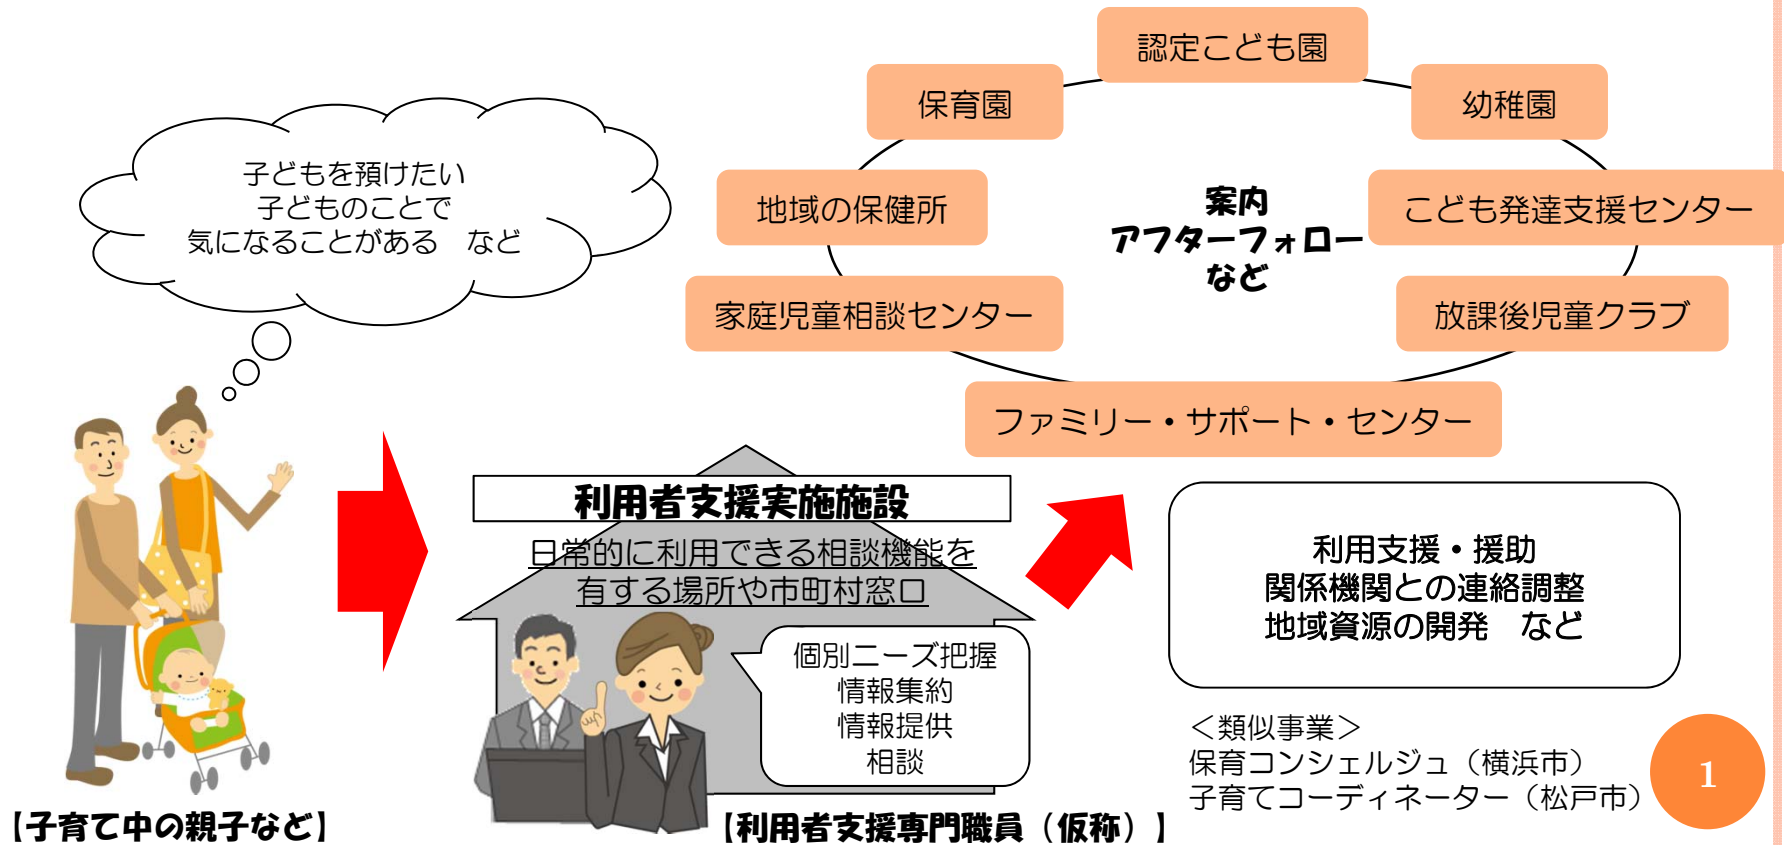 認定こども園
保育園
幼稚園
子どもを預けたい
子どものことで
気になることがある　など
地域の保健所
案内
アフターフォロー
など
こども発達支援センター
家庭児童相談センター
放課後児童クラブ
ファミリー・サポート・センター
利用者支援実施施設
日常的に利用できる相談機能を
有する場所や市町村窓口
個別ニーズ把握
情報集約
情報提供
相談
利用支援・援助
関係機関との連絡調整
地域資源の開発　など
＜類似事業＞
保育コンシェルジュ（横浜市）
子育てコーディネーター（松戸市）
1
【子育て中の親子など】
【利用者支援専門職員（仮称）】